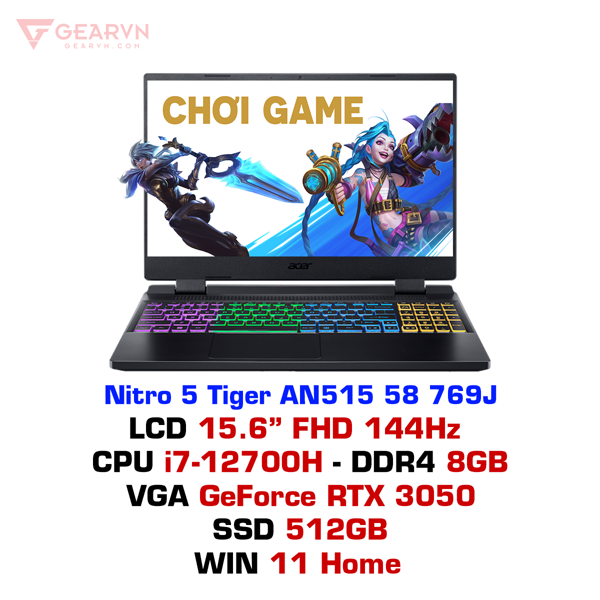 GEARVN
GEARVN.COM
CHƠI GAME
acer
Nitro 5 Tiger AN515 58 769J
LCD 15.6” FHD 144Hz
CPU i7-12700H - DDR4 8GB
VGA GeForce RTX 3050
SSD 512GB
WIN 11 Home